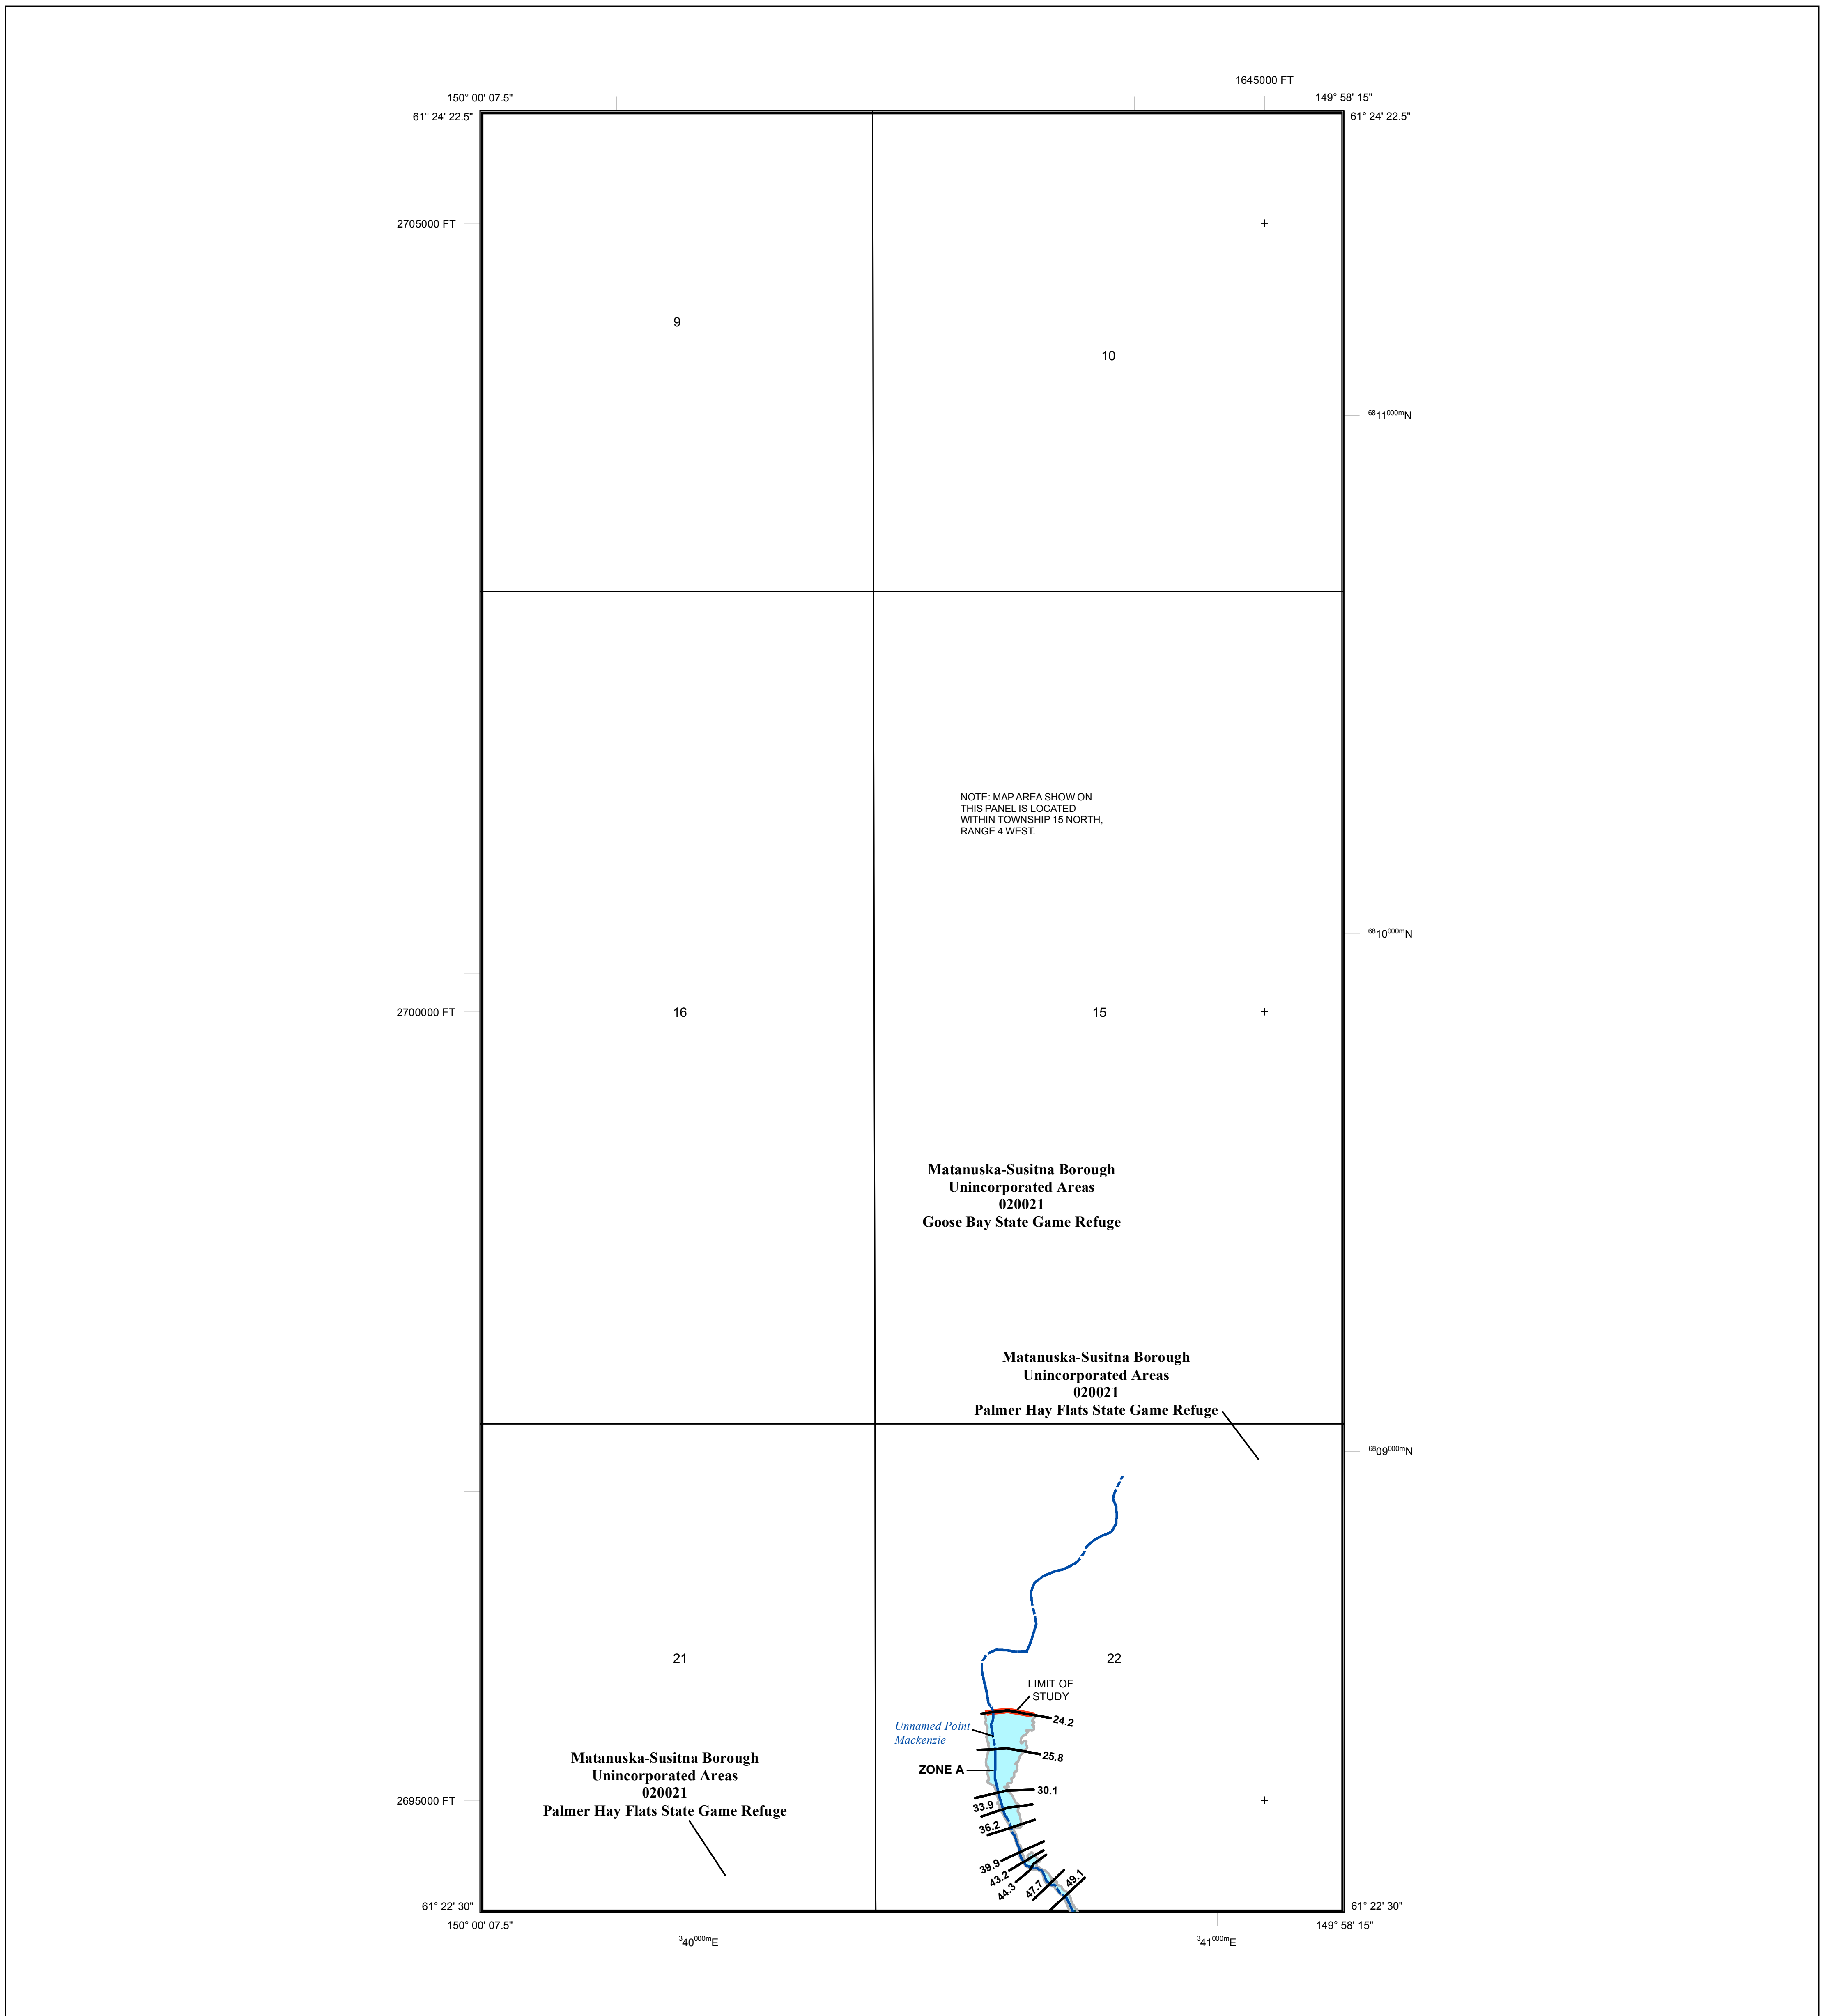 1645000 FT
150° 00' 07.5"
149° 58' 15"
61° 24' 22.5"
61° 24' 22.5"
2705000 FT
9
10
6811000mN
NOTE: MAP AREA SHOW ON
THIS PANEL IS LOCATED
WITHIN TOWNSHIP 15 NORTH,
RANGE 4 WEST.
6810000mN
2700000 FT
16
15
Matanuska-Susitna Borough
Unincorporated Areas
020021
Goose Bay State Game Refuge
Matanuska-Susitna Borough
Unincorporated Areas
020021
Palmer Hay Flats State Game Refuge
6809000mN
21
22
LIMIT OF
STUDY
24.2
Unnamed Point
Mackenzie
25.8
ZONE A
Matanuska-Susitna Borough
Unincorporated Areas
020021
Palmer Hay Flats State Game Refuge
30.1
2695000 FT
33.9
36.2
39.9
43.2
44.3
47.7
49.1
61° 22' 30"
61° 22' 30"
150° 00' 07.5"
149° 58' 15"
340000mE
341000mE